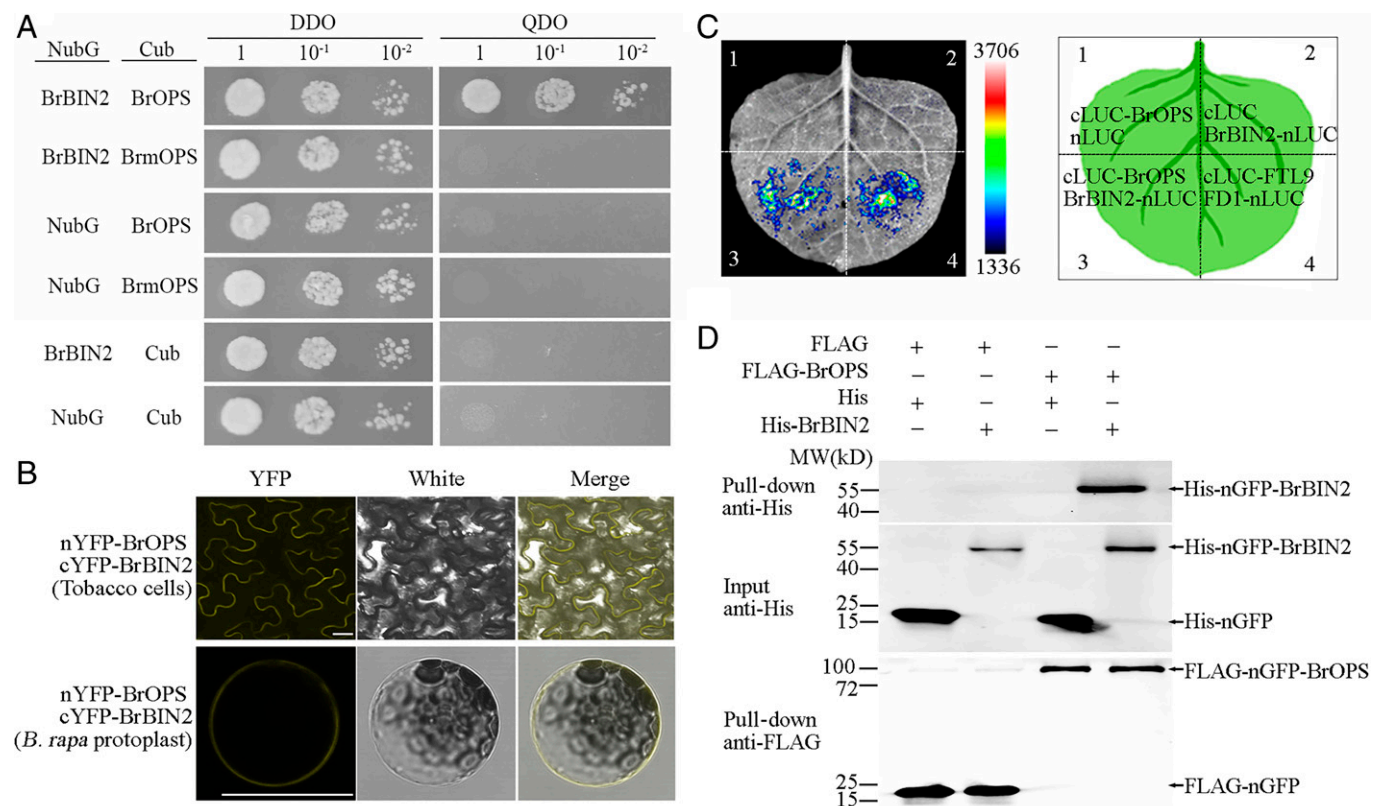 A
DDO QDO
NubG Cub 1 10⁻¹ 10⁻² 1 10⁻¹ 10⁻²
BrBIN2 BrOPS
BrBIN2 BrmOPS
NubG BrOPS
NubG BrmOPS
BrBIN2 Cub
NubG Cub
B
YFP White Merge
nYFP-BrOPS
cYFP-BrBIN2
(Tobacco cells)
nYFP-BrOPS
cYFP-BrBIN2
(B. rapa protoplast)
C
1 2
3 4
3706
1336
1 2
cLUC-BrOPS cLUC
nLUC BrBIN2-nLUC
cLUC-BrOPS cLUC-FTL9
BrBIN2-nLUC FD1-nLUC
3 4
D
FLAG + + − −
FLAG-BrOPS − − + +
His + − + −
His-BrBIN2 − + − +
MW(kD)
Pull-down 55 His-nGFP-BrBIN2
anti-His 40
55 His-nGFP-BrBIN2
40
Input
anti-His
25
15 His-nGFP
100 FLAG-nGFP-BrOPS
72
Pull-down
anti-FLAG
25 FLAG-nGFP
15